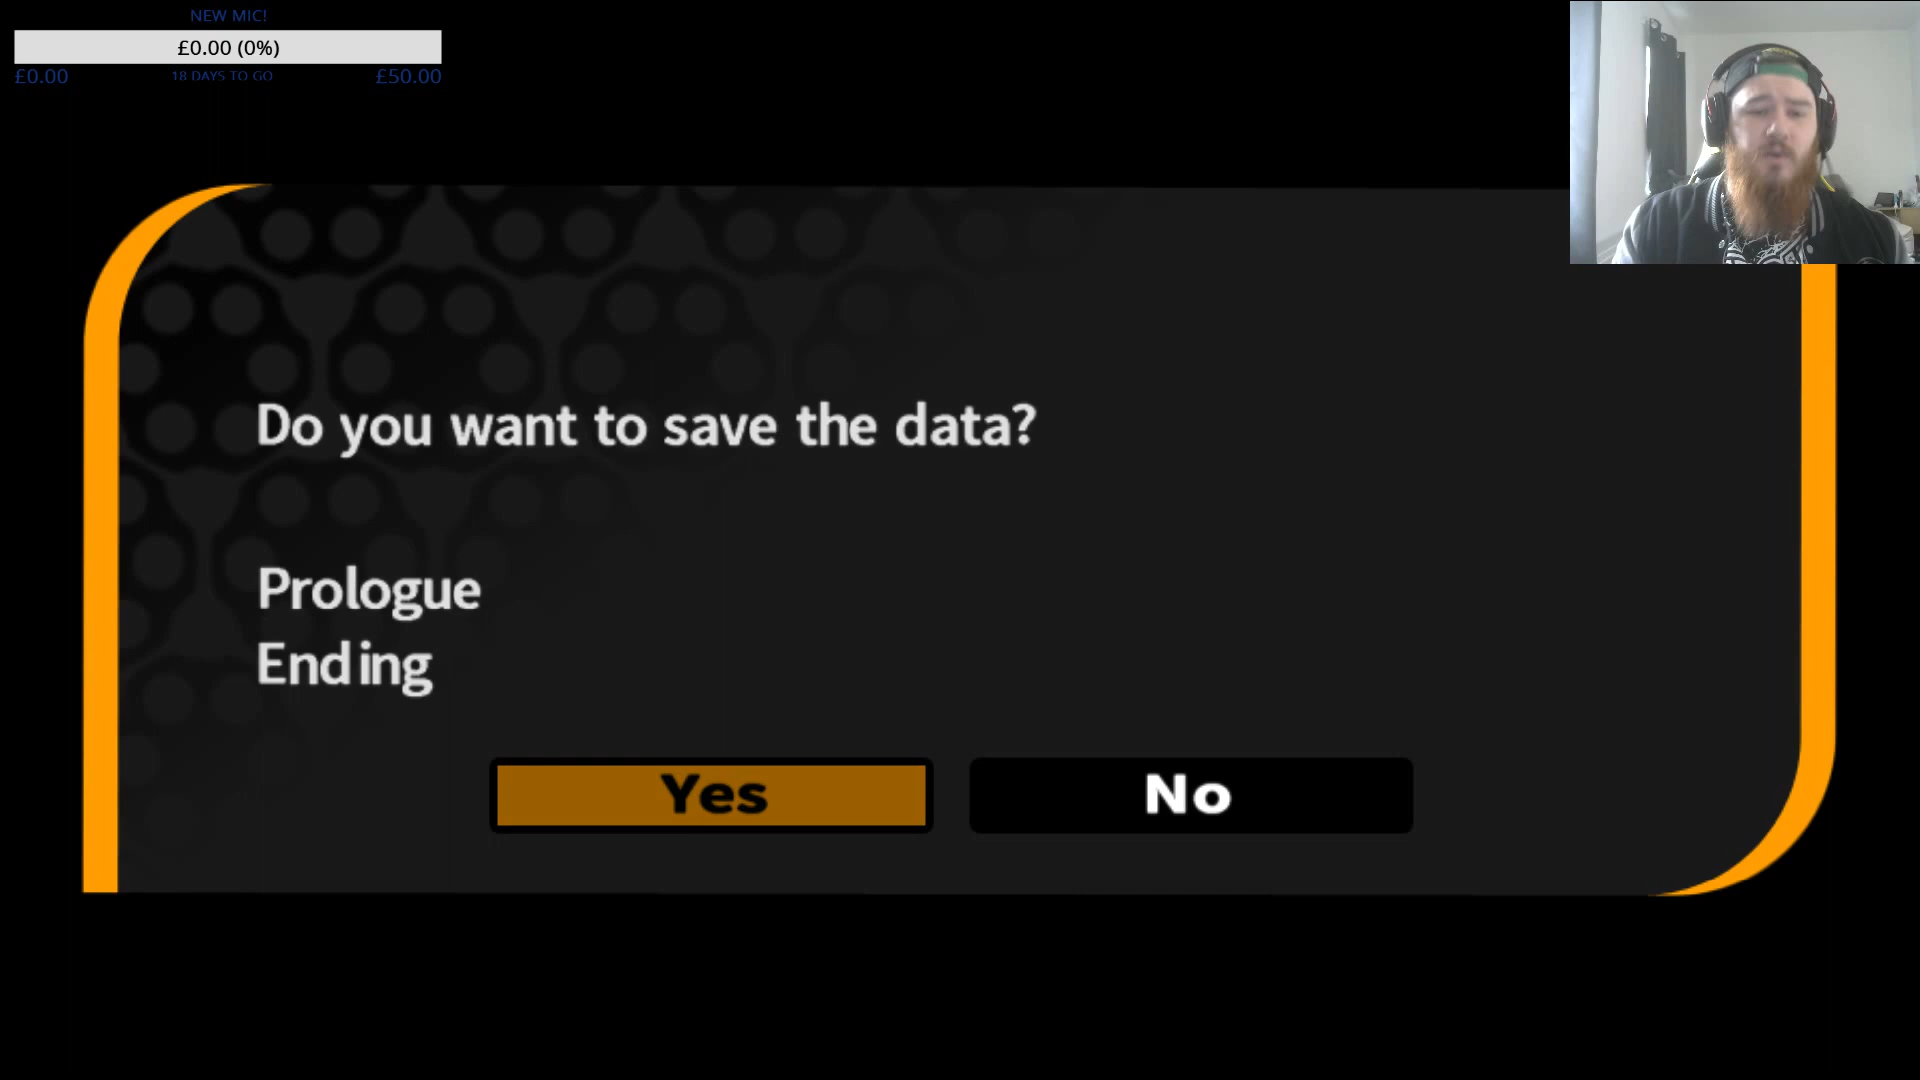 NEW MIC!
£0.00 (0%)
£0.00 18 DAYS TO GO £50.00
Do you want to save the data?
Prologue
Ending
Yes No